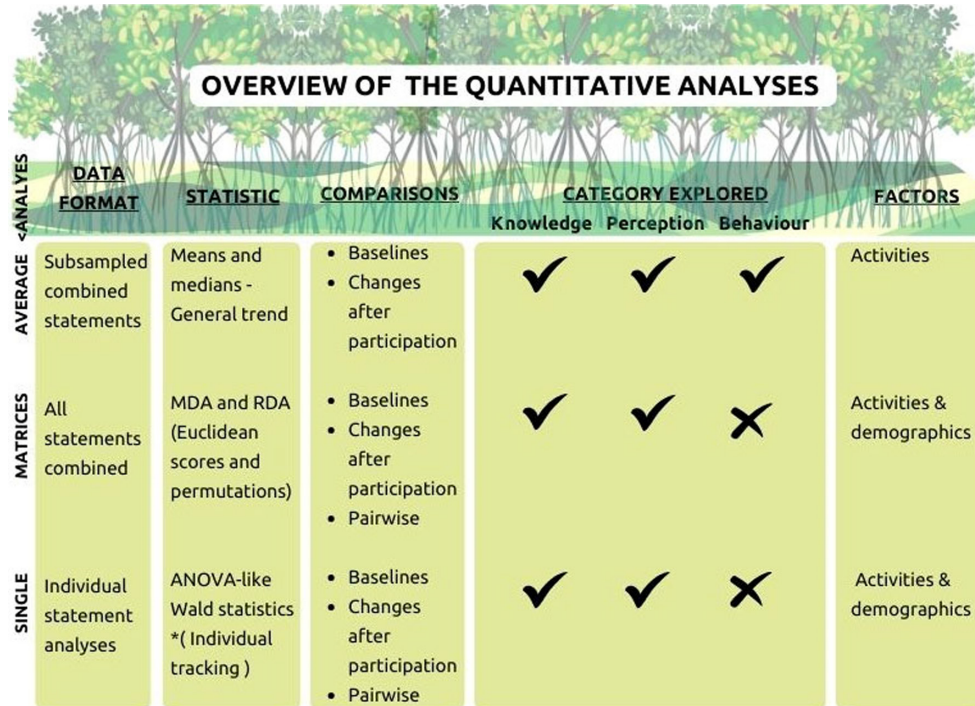 OVERVIEW OF THE QUANTITATIVE ANALYSES
<ANALYSES
DATA
FORMAT
STATISTIC
COMPARISONS
CATEGORY EXPLORED
Knowledge Perception Behaviour
FACTORS
AVERAGE
Subsampled
combined
statements
Means and
medians -
General trend
• Baselines
• Changes
after
participation
Activities
MATRICES
All
statements
combined
MDA and RDA
(Euclidean
scores and
permutations)
• Baselines
• Changes
after
participation
• Pairwise
Activities &
demographics
SINGLE
Individual
statement
analyses
ANOVA-like
Wald statistics
*( Individual
tracking )
• Baselines
• Changes
after
participation
• Pairwise
Activities &
demographics